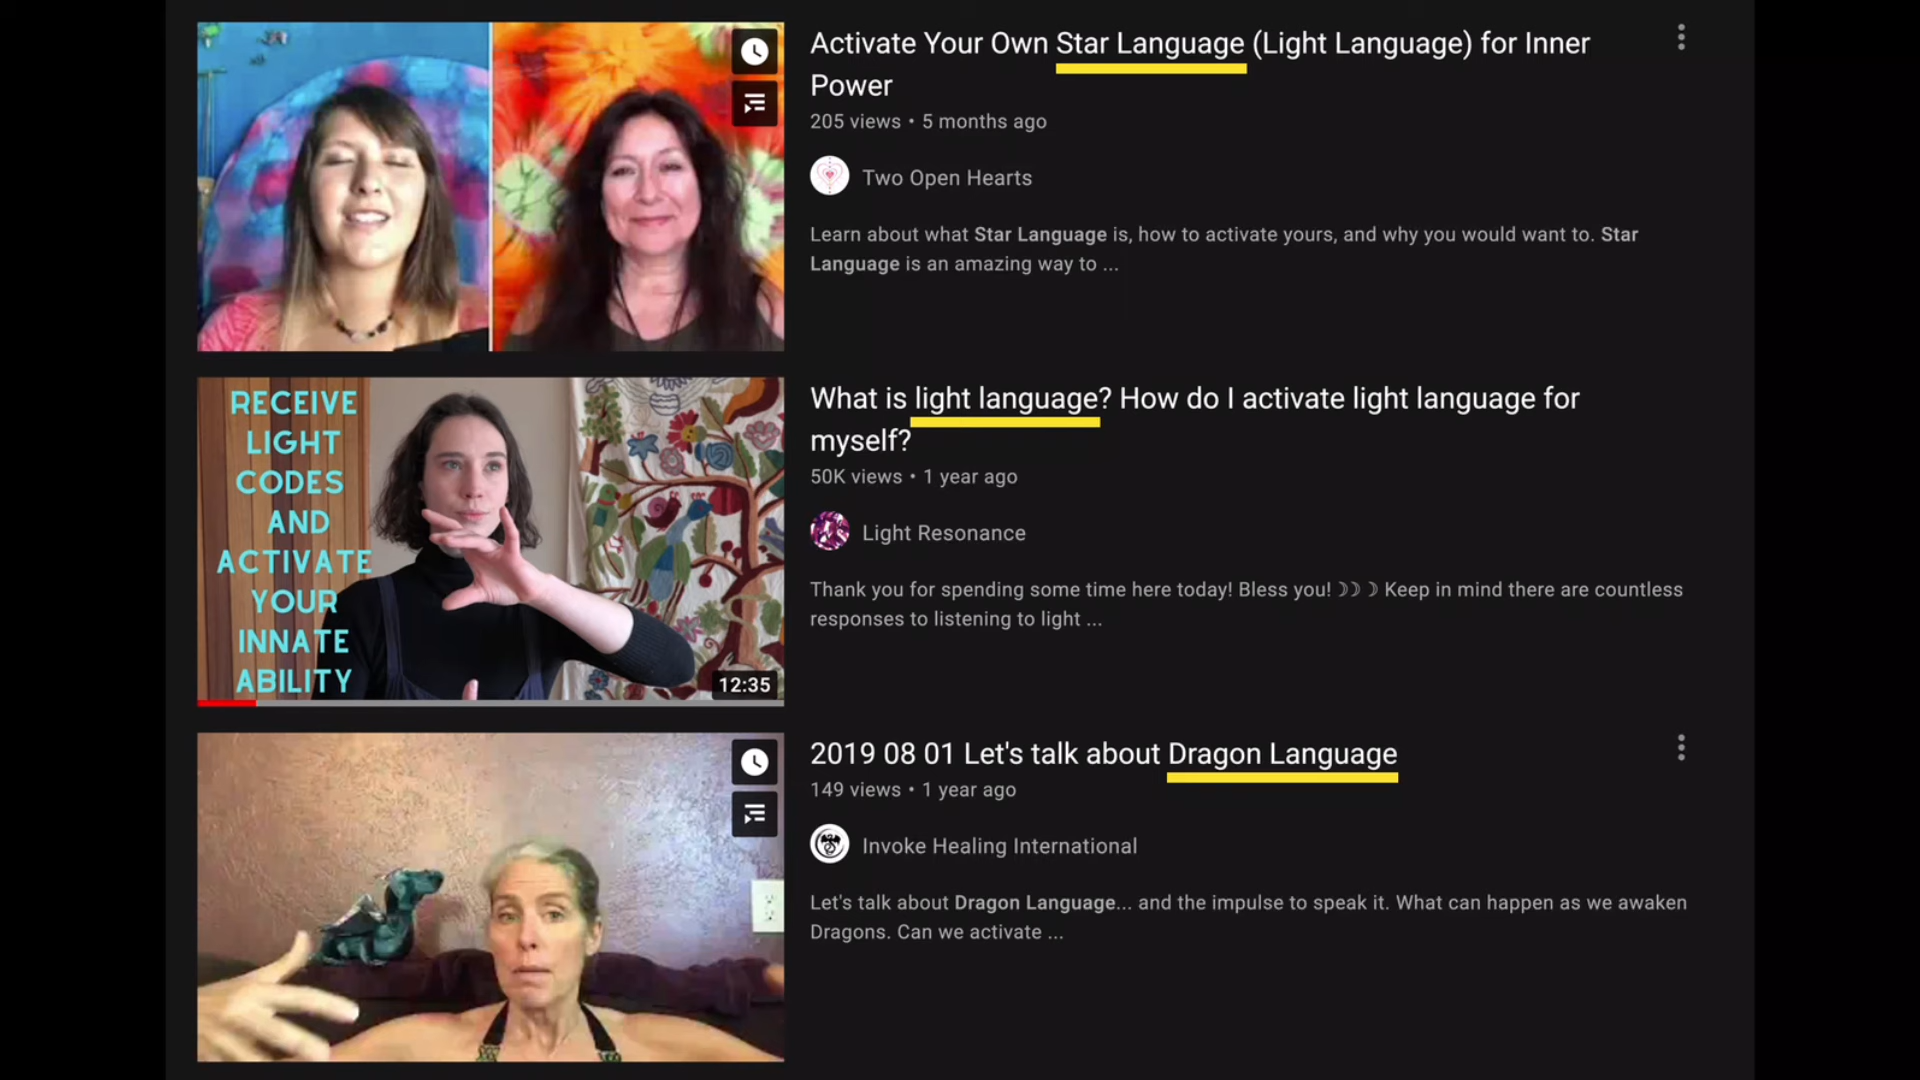 Activate Your Own Star Language (Light Language) for Inner
Power
205 views • 5 months ago
Two Open Hearts
Learn about what Star Language is, how to activate yours, and why you would want to. Star
Language is an amazing way to ...
RECEIVE
LIGHT
CODES
AND
ACTIVATE
YOUR
INNATE
ABILITY
12:35
What is light language? How do I activate light language for
myself?
50K views • 1 year ago
Light Resonance
Thank you for spending some time here today! Bless you! ☽☽ ☽ Keep in mind there are countless
responses to listening to light ...
2019 08 01 Let's talk about Dragon Language
149 views • 1 year ago
Invoke Healing International
Let's talk about Dragon Language... and the impulse to speak it. What can happen as we awaken
Dragons. Can we activate ...